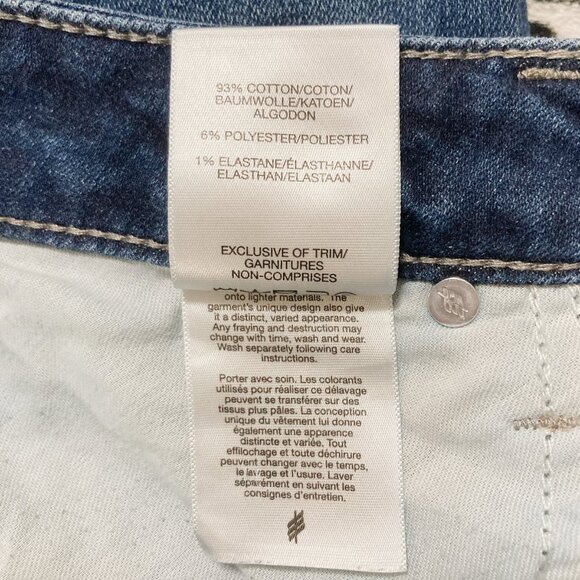 93% COTTON/COTON/
BAUMWOLLE/KATOEN/
ALGODON
6% POLYESTER/POLIESTER
1% ELASTANE/ÉLASTHANNE/
ELASTHAN/ELASTAAN
EXCLUSIVE OF TRIM/
GARNITURES
NON-COMPRISES
onto lighter materials. The
garment's unique design also give
it a distinct, varied appearance.
Any fraying and destruction may
change with time, wash and wear.
Wash separately following care
instructions.
Porter avec soin. Les colorants
utilisés pour réaliser ce délavage
peuvent se transférer sur des
tissus plus pâles. La conception
unique du vêtement lui donne
également une apparence
distincte et variée. Tout
effilochage et toute déchirure
peuvent changer avec le temps,
le lavage et l'usure. Laver
séparément en suivant les
consignes d'entretien.